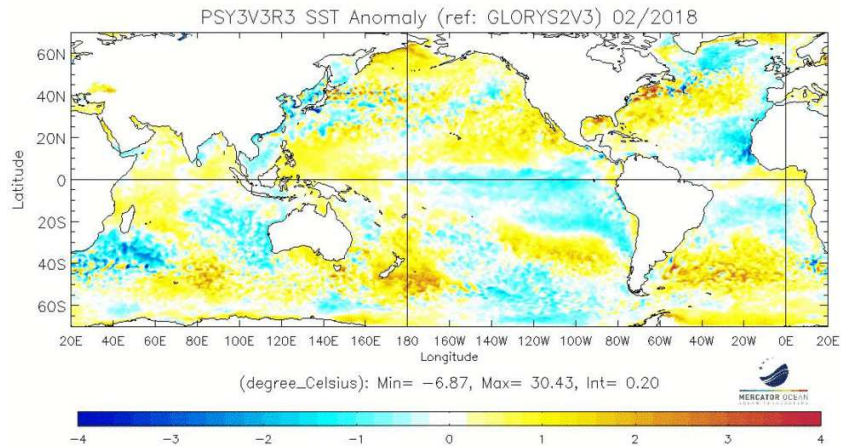 PSY3V3R3 SST Anomaly (ref: GLORYS2V3) 02/2018
Latitude
60N
40N
20N
0
20S
40S
60S
20E 40E 60E 80E 100E 120E 140E 160E 180E 160W 140W 120W 100W 80W 60W 40W 20W 0E 20E
Longitude
(degree_Celsius): Min= -6.87, Max= 30.43, Int= 0.20
MERCATOR OCEAN
-4 -3 -2 -1 0 1 2 3 4